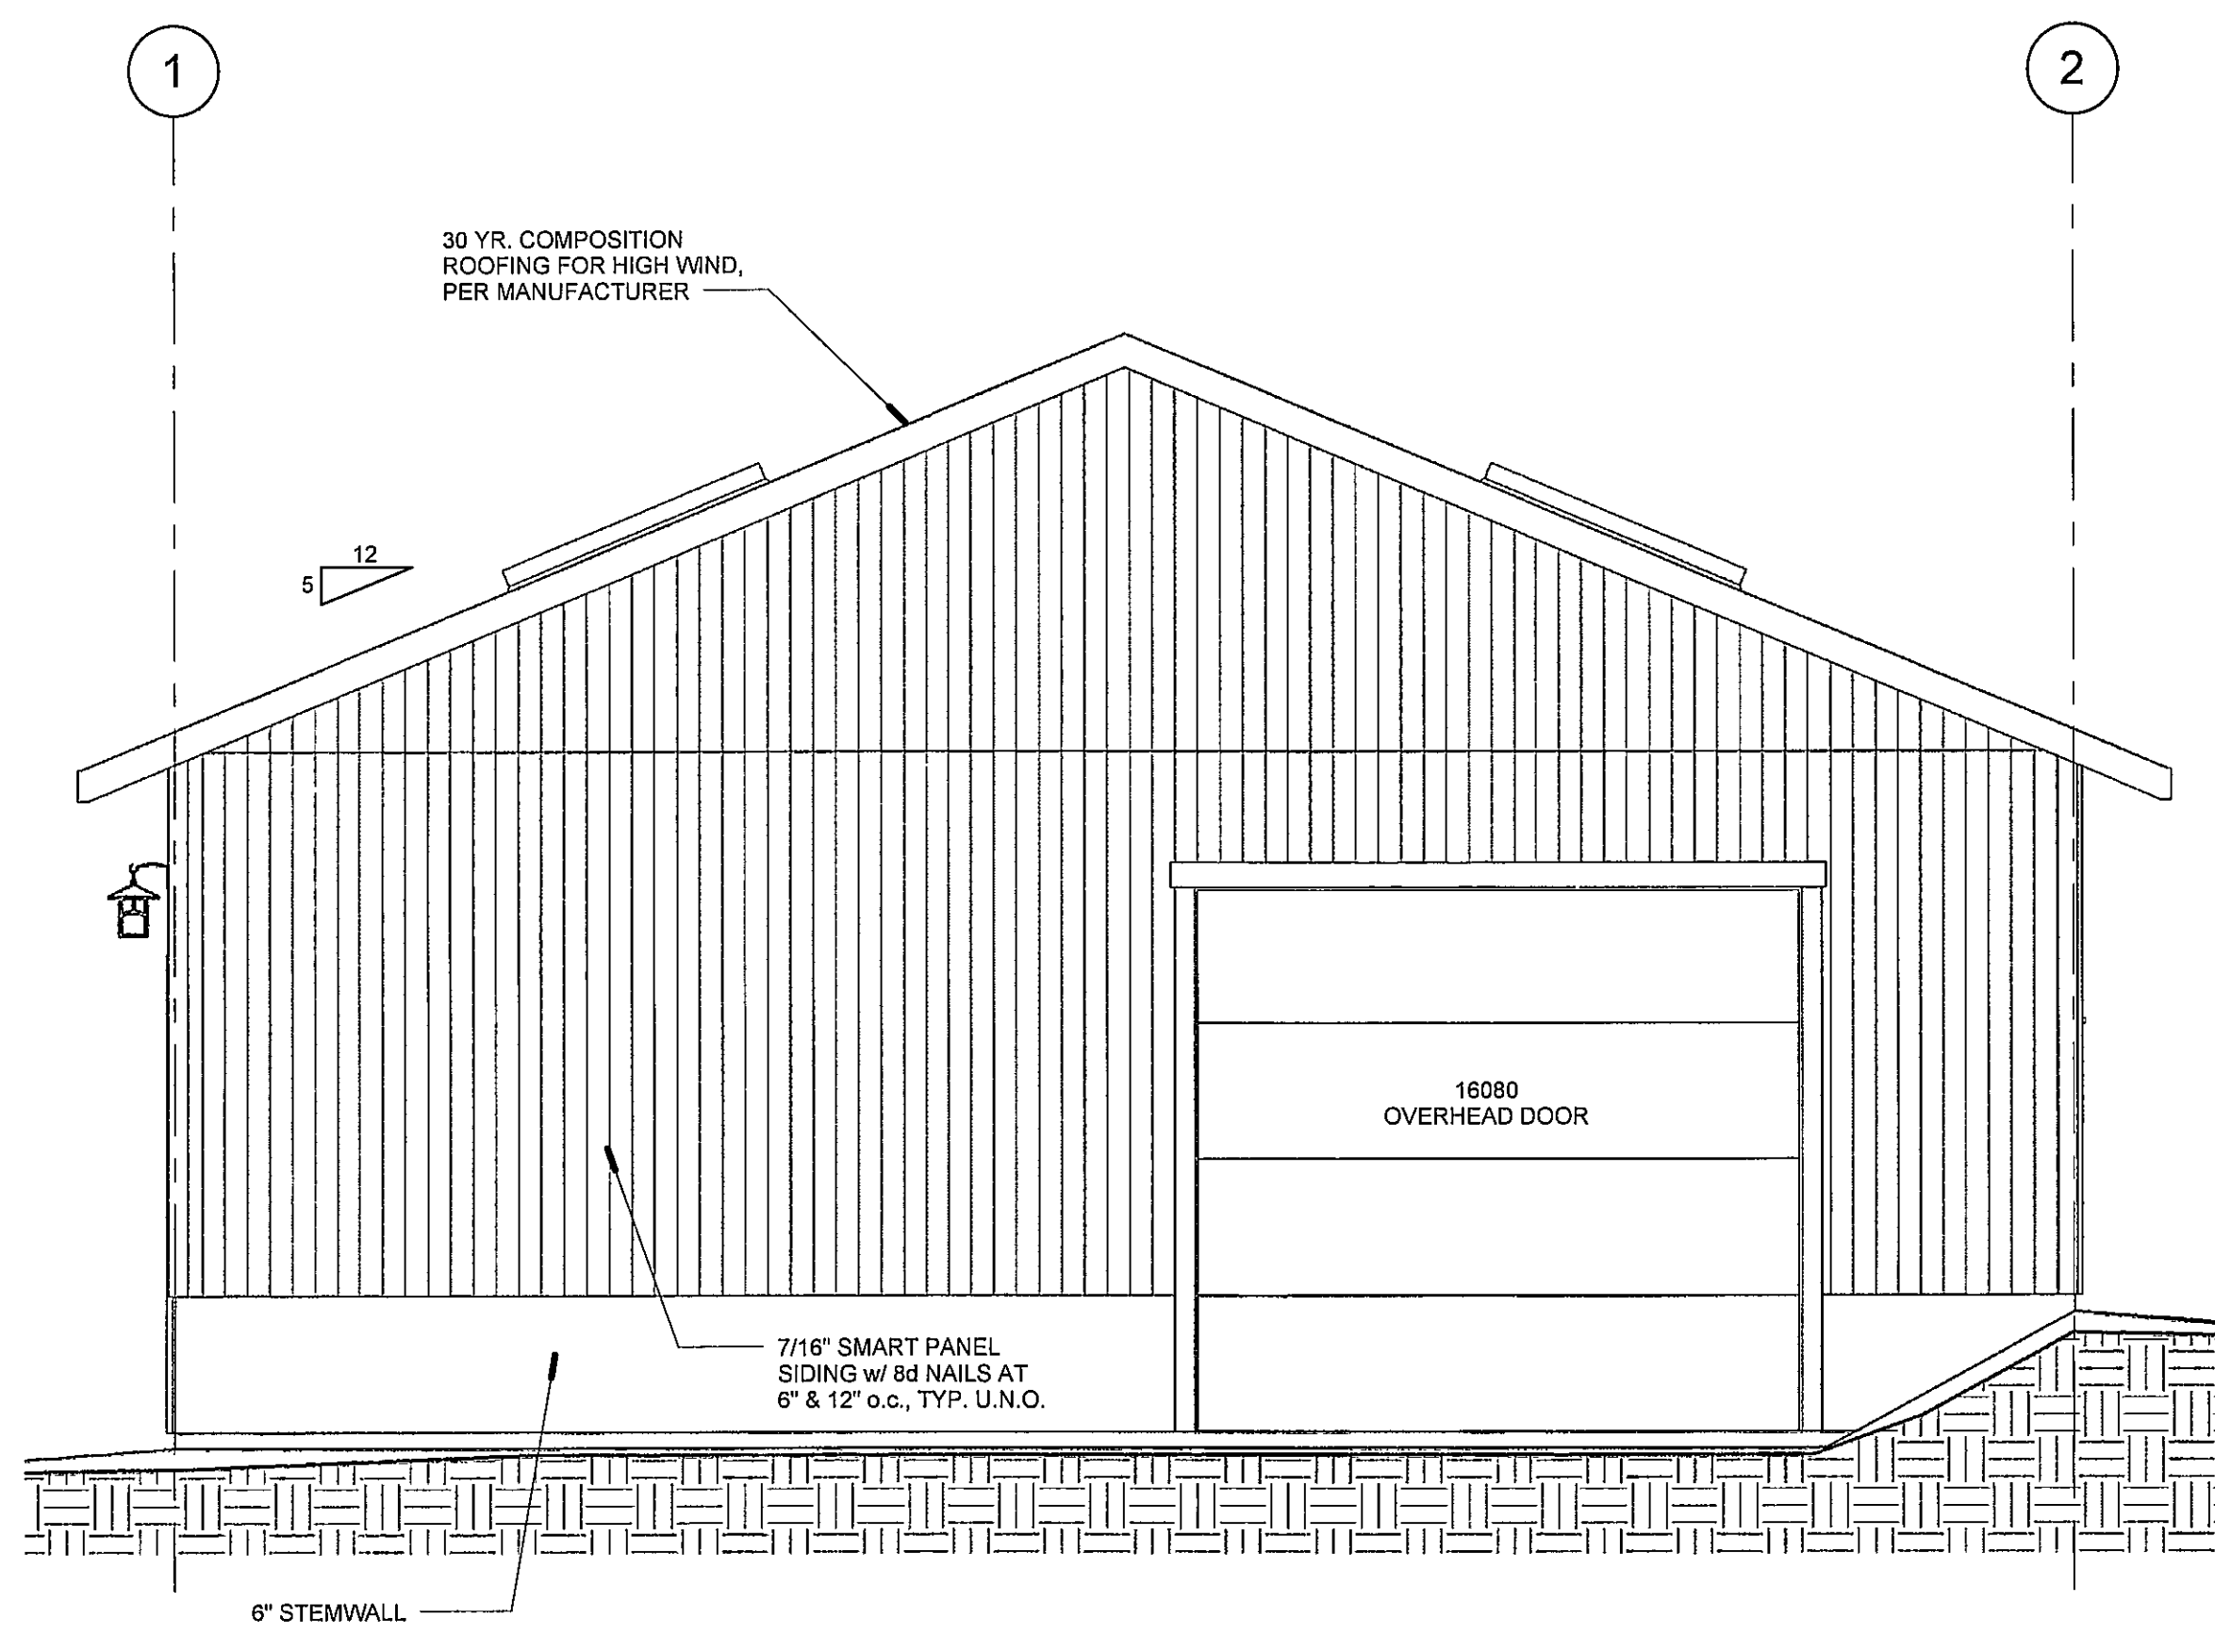 1
2
30 YR. COMPOSITION
ROOFING FOR HIGH WIND,
PER MANUFACTURER
12
5
16080
OVERHEAD DOOR
7/16" SMART PANEL
SIDING w/ 8d NAILS AT
6" & 12" o.c., TYP. U.N.O.
6" STEMWALL